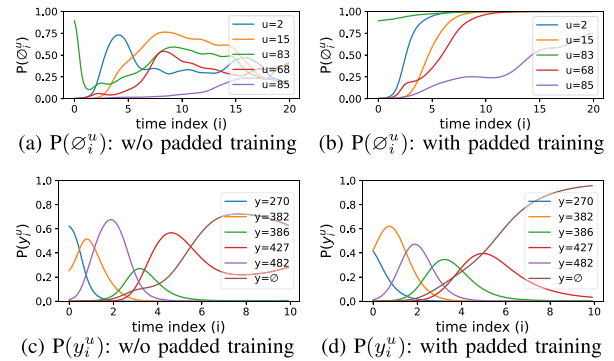 1.00
0.75
0.50
0.25
0.00
P(∅ᵢᵘ)
0 5 10 15 20
time index (i)
u=2
u=15
u=83
u=68
u=85
(a) P(∅ᵢᵘ): w/o padded training
1.00
0.75
0.50
0.25
0.00
P(∅ᵢᵘ)
0 5 10 15 20
time index (i)
u=2
u=15
u=83
u=68
u=85
(b) P(∅ᵢᵘ): with padded training
1.0
0.8
0.6
0.4
0.2
0.0
P(yᵢᵘ)
0 2 4 6 8 10
time index (i)
y=270
y=382
y=386
y=427
y=482
y=∅
(c) P(yᵢᵘ): w/o padded training
1.0
0.8
0.6
0.4
0.2
0.0
P(yᵢᵘ)
0 2 4 6 8 10
time index (i)
y=270
y=382
y=386
y=427
y=482
y=∅
(d) P(yᵢᵘ): with padded training